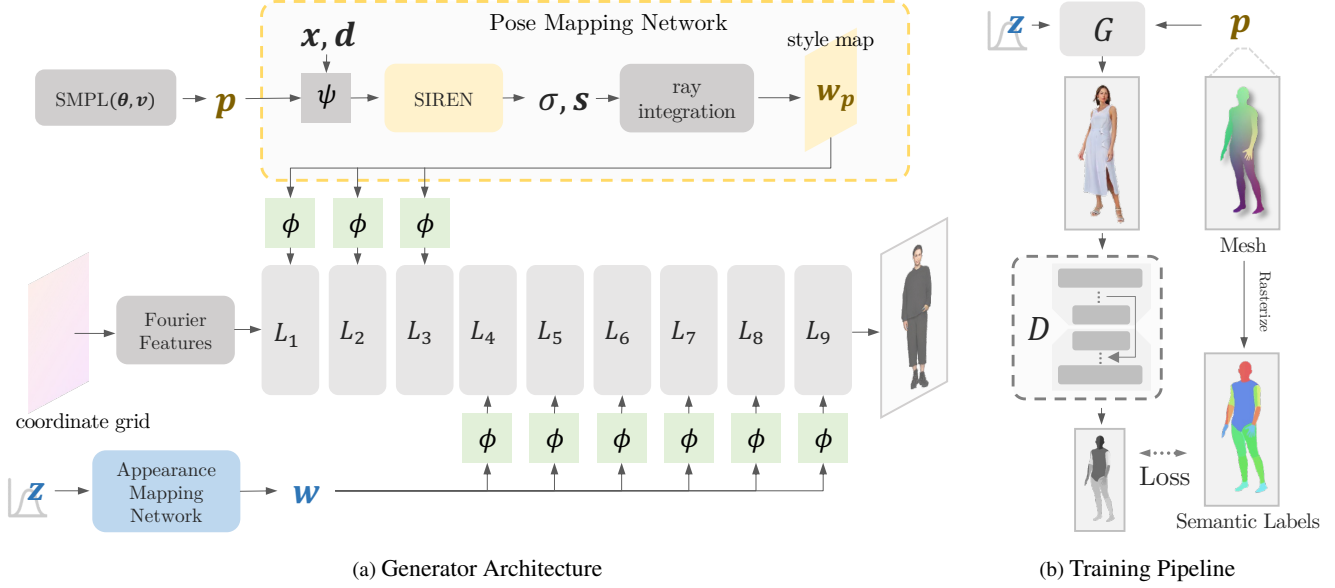 Pose Mapping Network
x, d
style map
SMPL(θ, v)
p
ψ
SIREN
σ, s
ray
integration
w_p
ϕ ϕ ϕ
Fourier
Features
L_1 L_2 L_3 L_4 L_5 L_6 L_7 L_8 L_9
coordinate grid
ϕ ϕ ϕ ϕ ϕ ϕ
z
Appearance
Mapping
Network
w
(a) Generator Architecture
z
G
p
Mesh
Rasterize
D
Loss
Semantic Labels
(b) Training Pipeline